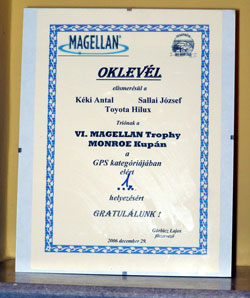 MAGELLAN
OKLEVÉL
elismerésül a
Kéki Antal Sallai József
Toyota Hilux
Triónak a
VI. MAGELLAN Trophy
MONROE Kupán
a
GPS kategóriájában
elért
helyezésért
GRATULÁLUNK !
Lajos
2006 december 29.